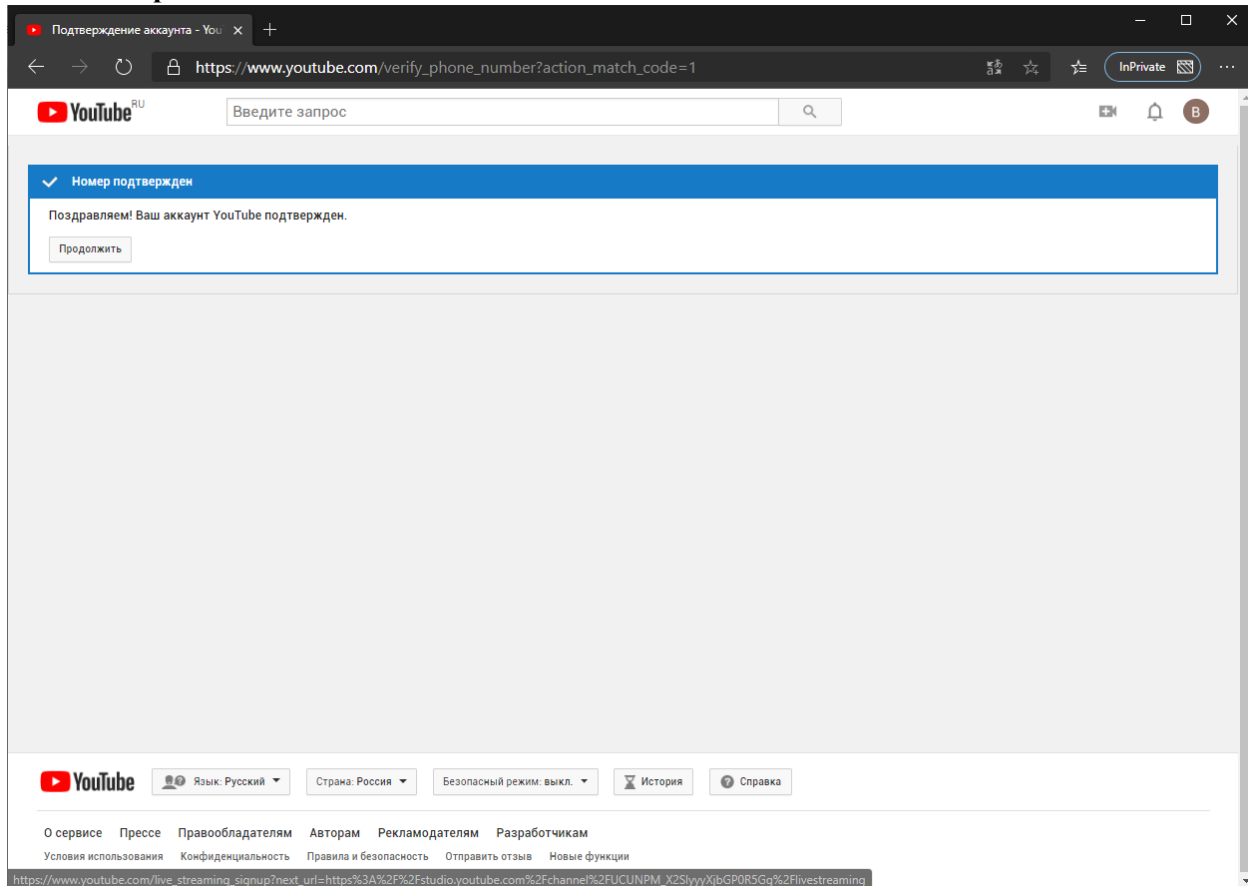 Подтверждение аккаунта - You
https://www.youtube.com/verify_phone_number?action_match_code=1
InPrivate
YouTube RU
Введите запрос
B
Номер подтвержден
Поздравляем! Ваш аккаунт YouTube подтвержден.
Продолжить
YouTube
Язык: Русский
Страна: Россия
Безопасный режим: выкл.
История
Справка
О сервисе Прессе Правообладателям Авторам Рекламодателям Разработчикам
Условия использования Конфиденциальность Правила и безопасность Отправить отзыв Новые функции
https://www.youtube.com/live_streaming_signup?next_url=https%3A%2F%2Fstudio.youtube.com%2Fchannel%2FUCUNPM_X2SlyyyXjbGP0R5Gg%2Flivestreaming